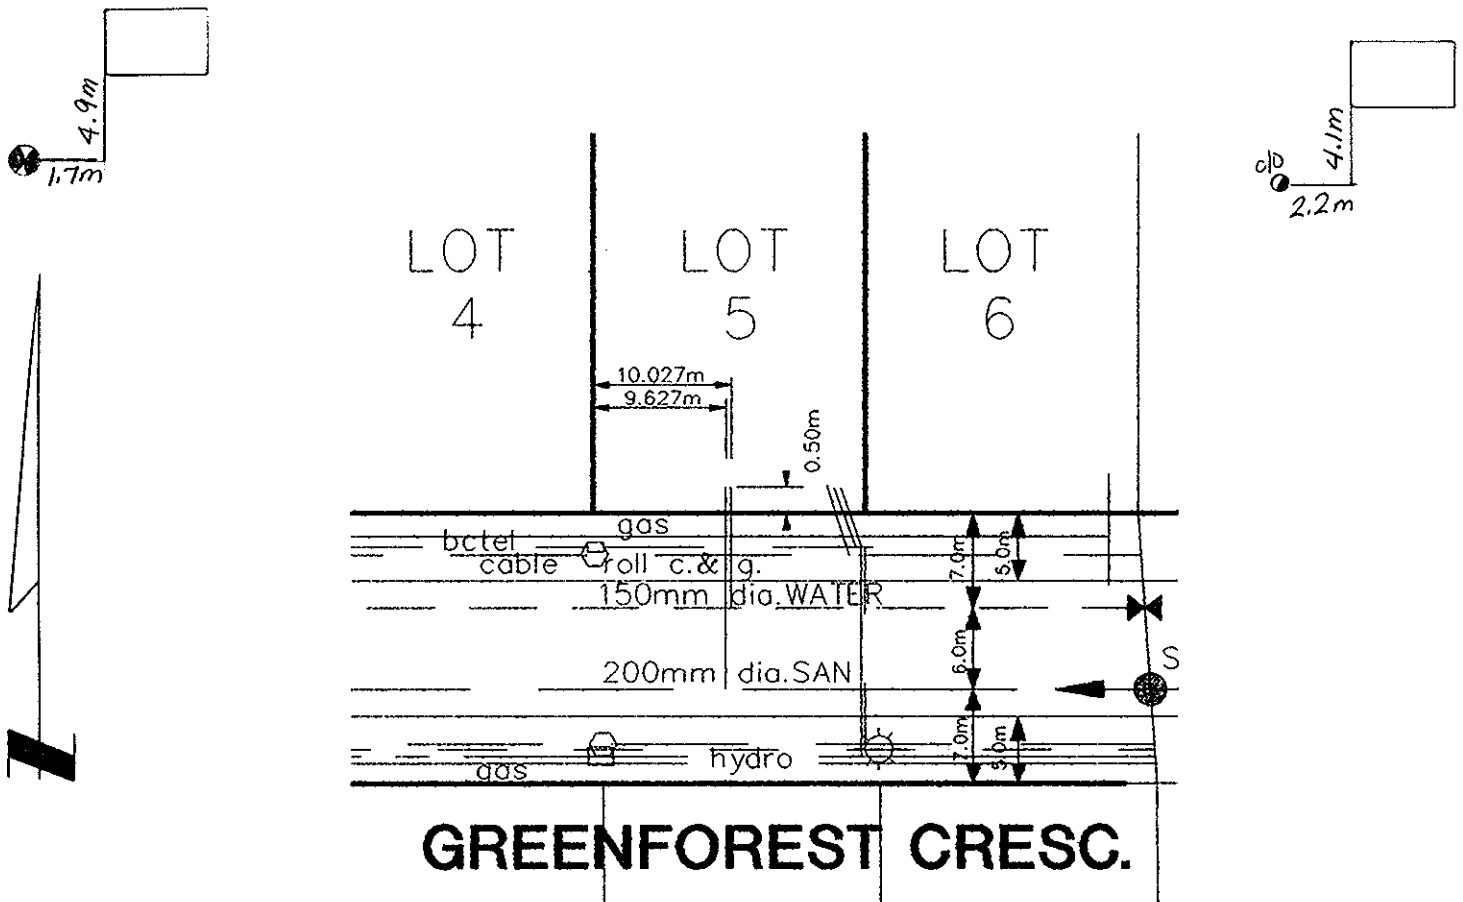 4.9m
1.7m
4.1m
c/o
2.2m
LOT
4
LOT
5
LOT
6
10.027m
9.627m
0.50m
gas
bctel
cable
roll c.& g.
150mm dia.WATER
7.0m
5.0m
6.0m
200mm dia.SAN
S
7.0m
5.0m
hydro
gas
GREENFOREST CRESC.